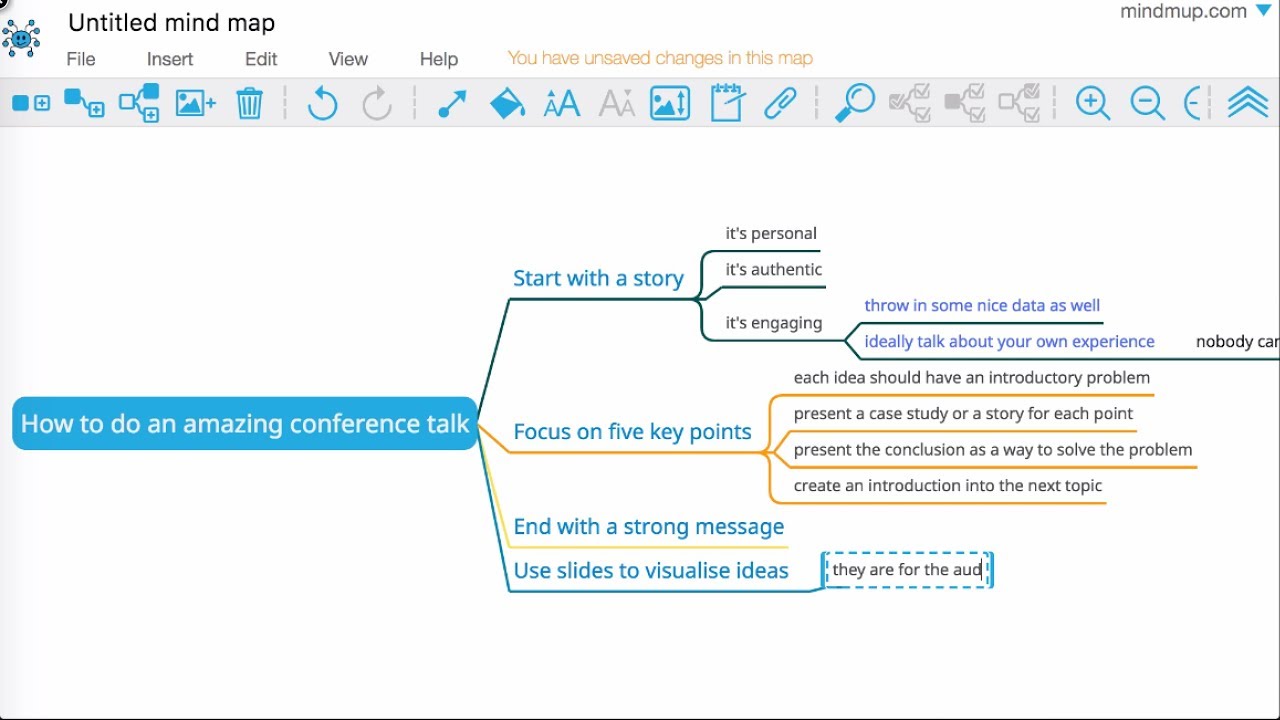 Untitled mind map
mindmup.com
File Insert Edit View Help You have unsaved changes in this map
it's personal
Start with a story
it's authentic
it's engaging
throw in some nice data as well
ideally talk about your own experience
nobody can
How to do an amazing conference talk
Focus on five key points
each idea should have an introductory problem
present a case study or a story for each point
present the conclusion as a way to solve the problem
create an introduction into the next topic
End with a strong message
Use slides to visualise ideas
they are for the aud